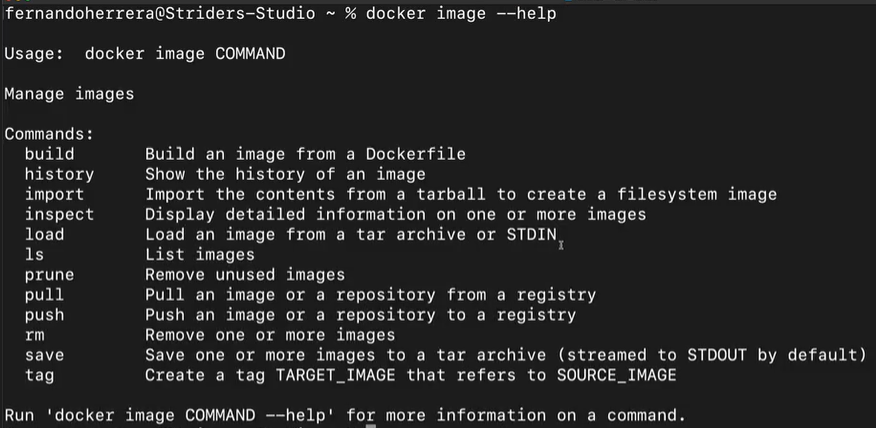 fernandoherrera@Striders-Studio ~ % docker image --help
Usage:  docker image COMMAND
Manage images
Commands:
  build       Build an image from a Dockerfile
  history     Show the history of an image
  import      Import the contents from a tarball to create a filesystem image
  inspect     Display detailed information on one or more images
  load        Load an image from a tar archive or STDIN
  ls          List images
  prune       Remove unused images
  pull        Pull an image or a repository from a registry
  push        Push an image or a repository to a registry
  rm          Remove one or more images
  save        Save one or more images to a tar archive (streamed to STDOUT by default)
  tag         Create a tag TARGET_IMAGE that refers to SOURCE_IMAGE
Run 'docker image COMMAND --help' for more information on a command.